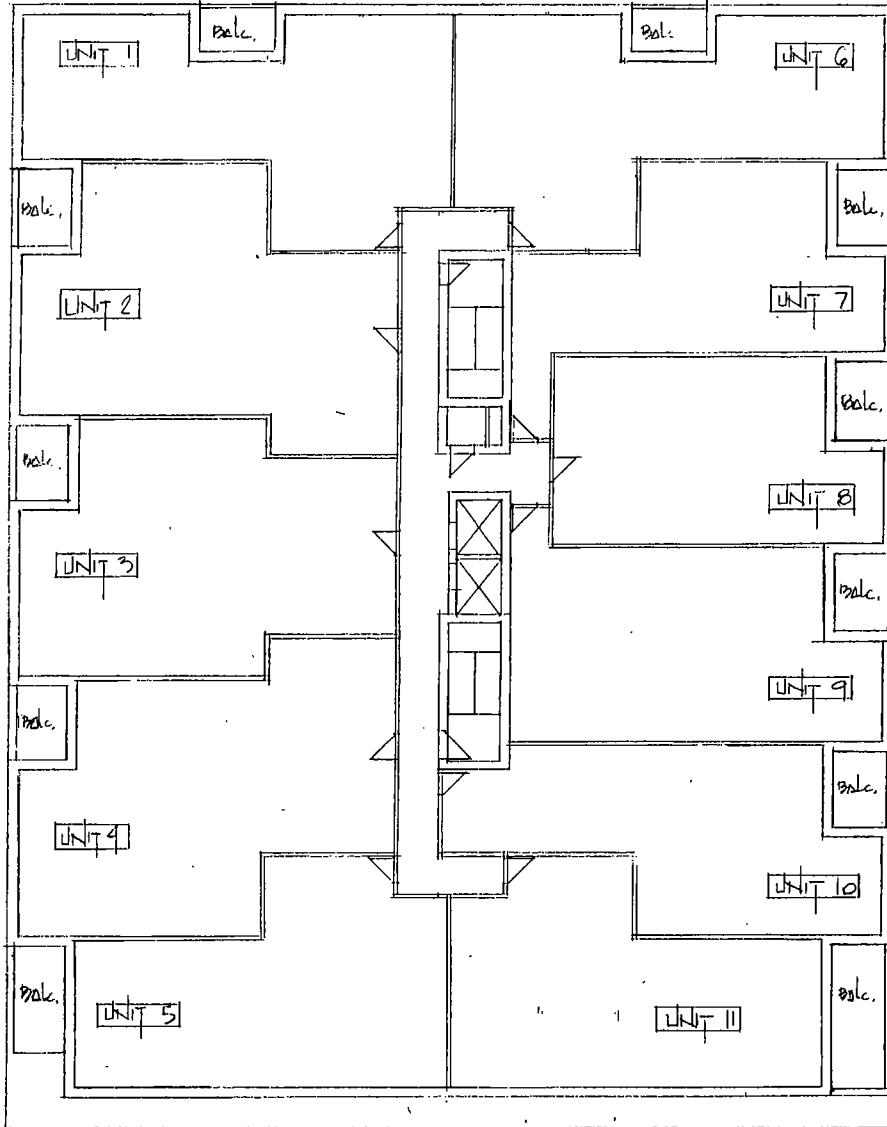 Balc.
Balc.
UNIT 1
UNIT 6
Balc.
Balc.
UNIT 2
UNIT 7
Balc.
Balc.
UNIT 8
UNIT 3
Balc.
UNIT 9
Balc.
Balc.
UNIT 4
UNIT 10
Balc.
Balc.
UNIT 5
UNIT 11